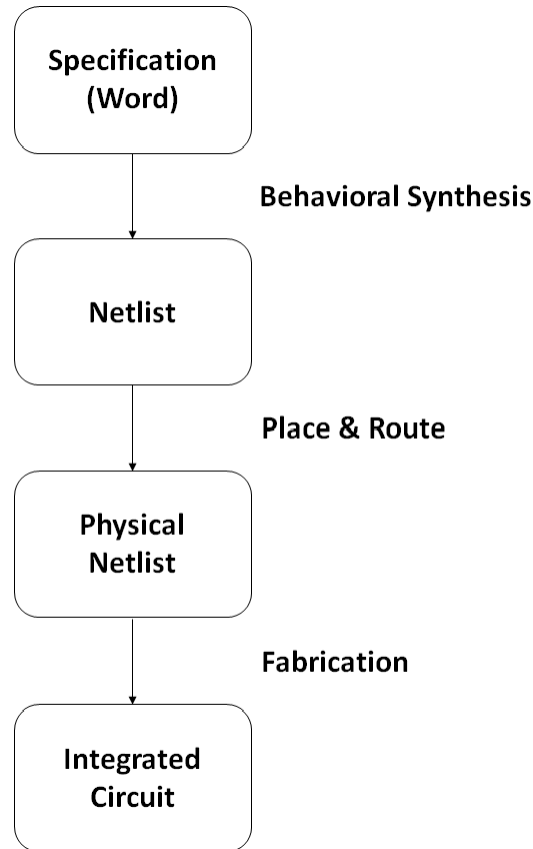 Specification
(Word)
Behavioral Synthesis
Netlist
Place & Route
Physical
Netlist
Fabrication
Integrated
Circuit